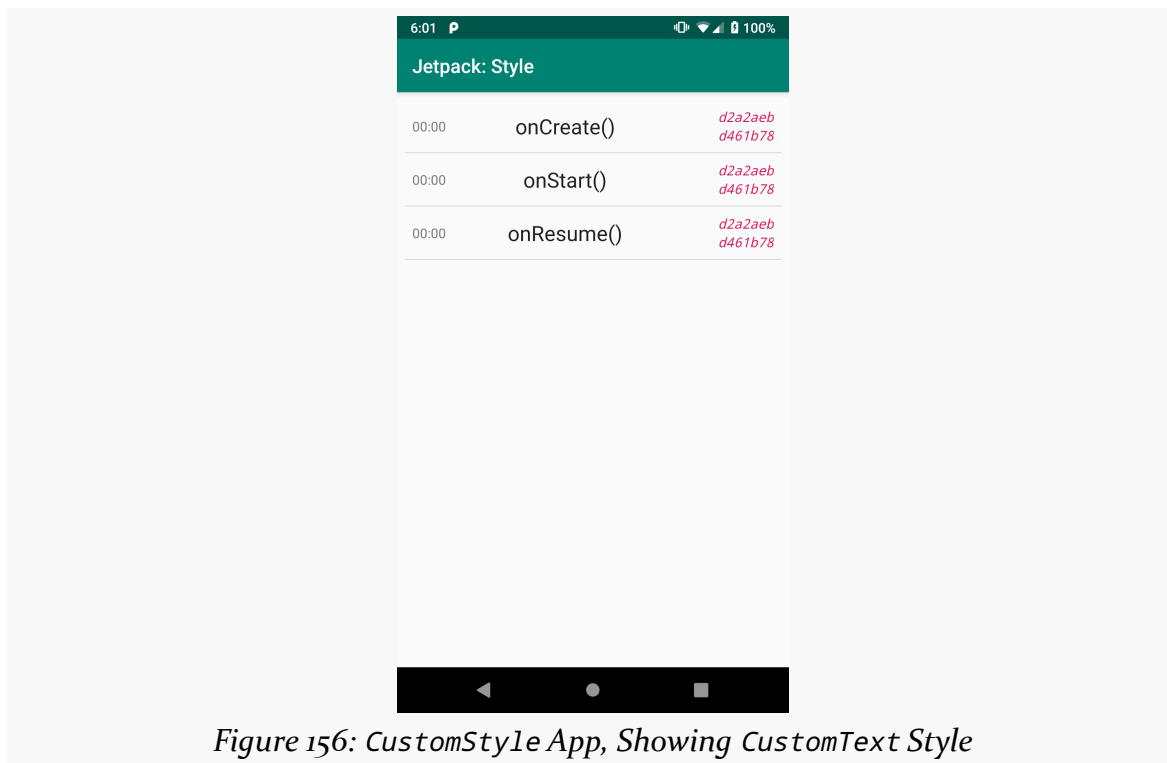 6:01 100%
Jetpack: Style
00:00 onCreate() d2a2aeb
d461b78
00:00 onStart() d2a2aeb
d461b78
00:00 onResume() d2a2aeb
d461b78
Figure 156: CustomStyle App, Showing CustomText Style